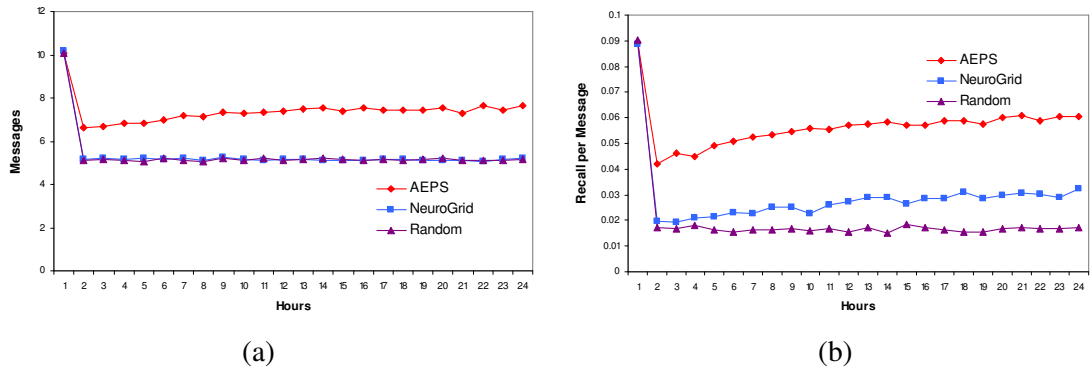 12
10
8
6
4
2
0
Messages
AEPS
NeuroGrid
Random
1 2 3 4 5 6 7 8 9 10 11 12 13 14 15 16 17 18 19 20 21 22 23 24
Hours
(a)
0.1
0.09
0.08
0.07
0.06
0.05
0.04
0.03
0.02
0.01
0
Recall per Message
AEPS
NeuroGrid
Random
1 2 3 4 5 6 7 8 9 10 11 12 13 14 15 16 17 18 19 20 21 22 23 24
Hours
(b)